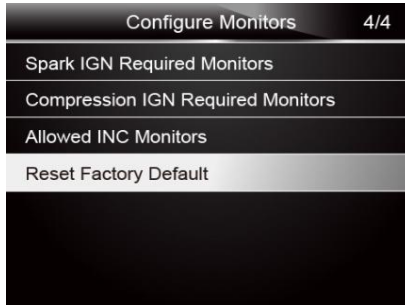 Configure Monitors 4/4
Spark IGN Required Monitors
Compression IGN Required Monitors
Allowed INC Monitors
Reset Factory Default